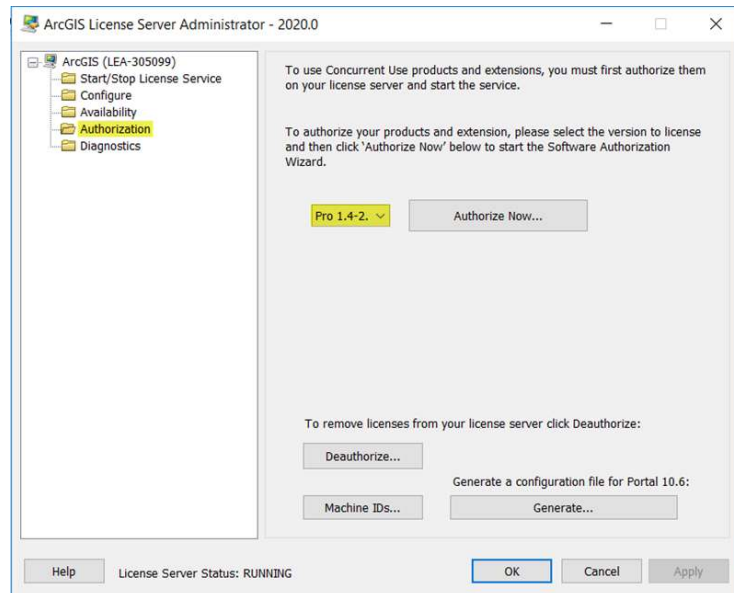 ArcGIS License Server Administrator - 2020.0
ArcGIS (LEA-305099)
Start/Stop License Service
Configure
Availability
Authorization
Diagnostics
To use Concurrent Use products and extensions, you must first authorize them
on your license server and start the service.
To authorize your products and extension, please select the version to license
and then click 'Authorize Now' below to start the Software Authorization
Wizard.
Pro 1.4-2.
Authorize Now...
To remove licenses from your license server click Deauthorize:
Deauthorize...
Generate a configuration file for Portal 10.6:
Machine IDs...
Generate...
Help
License Server Status: RUNNING
OK
Cancel
Apply